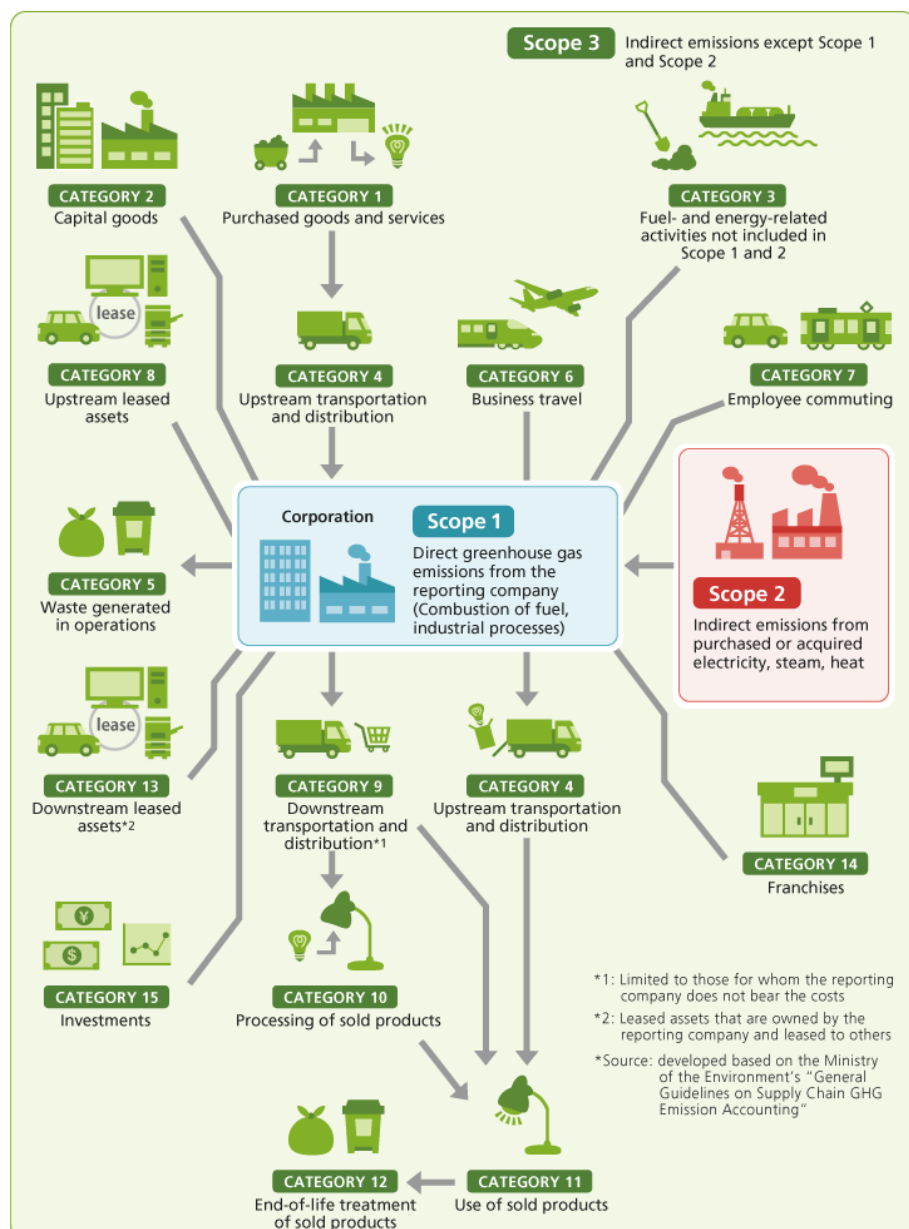 Scope 3
Indirect emissions except Scope 1
and Scope 2
CATEGORY 2
Capital goods
CATEGORY 1
Purchased goods and services
CATEGORY 3
Fuel- and energy-related
activities not included in
Scope 1 and 2
lease
CATEGORY 8
Upstream leased
assets
CATEGORY 4
Upstream transportation
and distribution
CATEGORY 6
Business travel
CATEGORY 7
Employee commuting
Corporation
Scope 1
Direct greenhouse gas
emissions from the
reporting company
(Combustion of fuel,
industrial processes)
Scope 2
Indirect emissions from
purchased or acquired
electricity, steam, heat
CATEGORY 5
Waste generated
in operations
lease
CATEGORY 13
Downstream leased
assets*2
CATEGORY 9
Downstream
transportation and
distribution*1
CATEGORY 4
Upstream transportation
and distribution
CATEGORY 14
Franchises
¥
$
CATEGORY 15
Investments
CATEGORY 10
Processing of sold products
*1: Limited to those for whom the reporting
company does not bear the costs
*2: Leased assets that are owned by the
reporting company and leased to others
*Source: developed based on the Ministry
of the Environment's "General
Guidelines on Supply Chain GHG
Emission Accounting"
CATEGORY 12
End-of-life treatment
of sold products
CATEGORY 11
Use of sold products